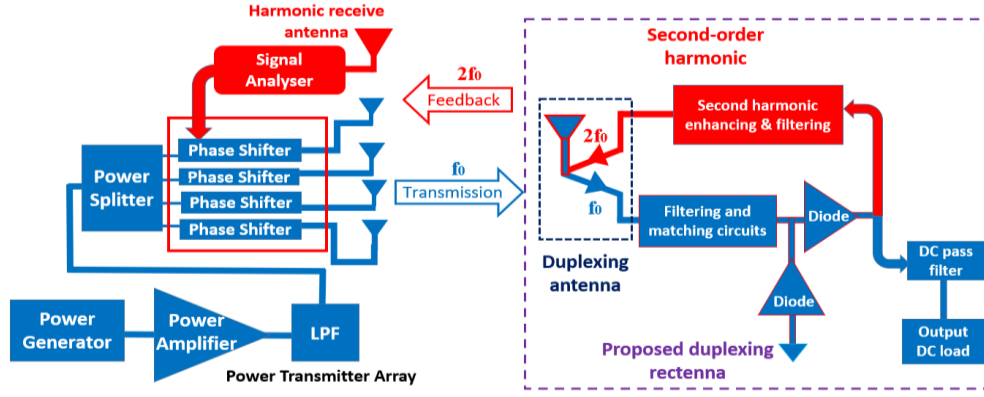 Harmonic receive
antenna
Signal
Analyser
2f₀
Feedback
Phase Shifter
Phase Shifter
Phase Shifter
Phase Shifter
Power
Splitter
f₀
Transmission
Power
Generator
Power
Amplifier
LPF
Power Transmitter Array
Second-order
harmonic
Second harmonic
enhancing & filtering
2f₀
f₀
Duplexing
antenna
Filtering and
matching circuits
Diode
Diode
DC pass
filter
Output
DC load
Proposed duplexing
rectenna